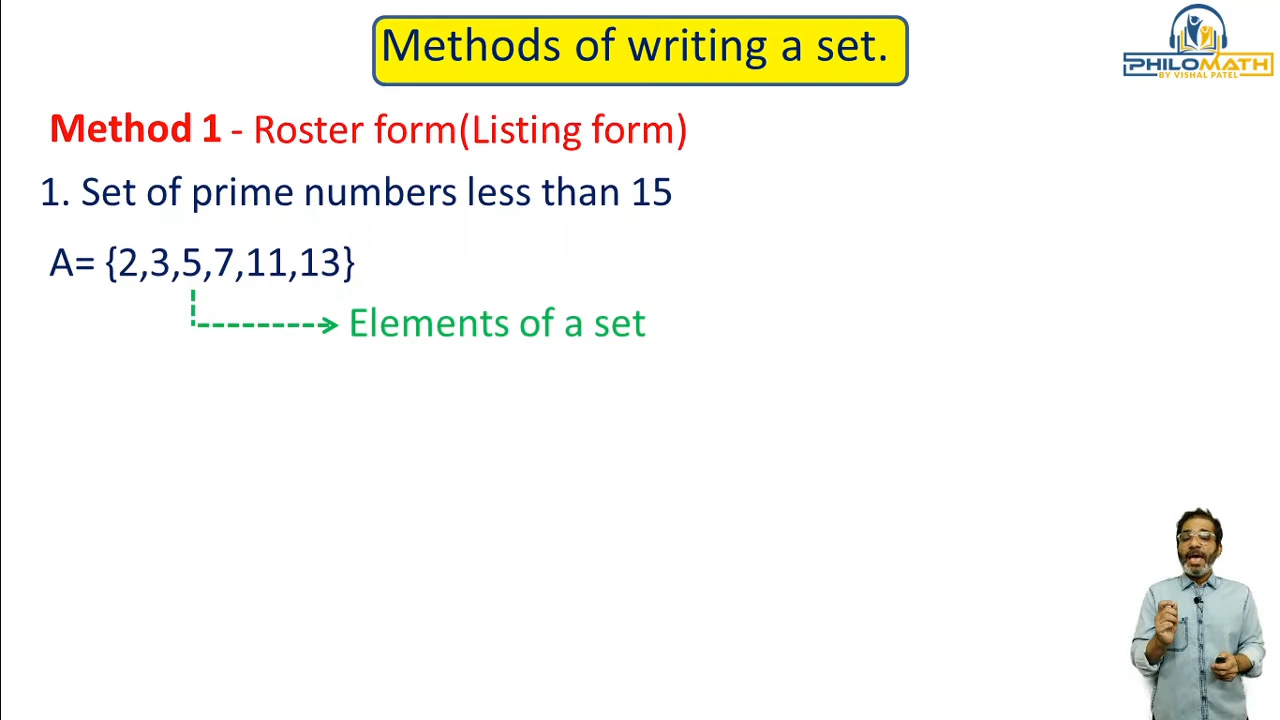 Methods of writing a set.
PHILOMATH
BY VISHAL PATEL
Method 1 - Roster form(Listing form)
1. Set of prime numbers less than 15
A= {2,3,5,7,11,13}
Elements of a set